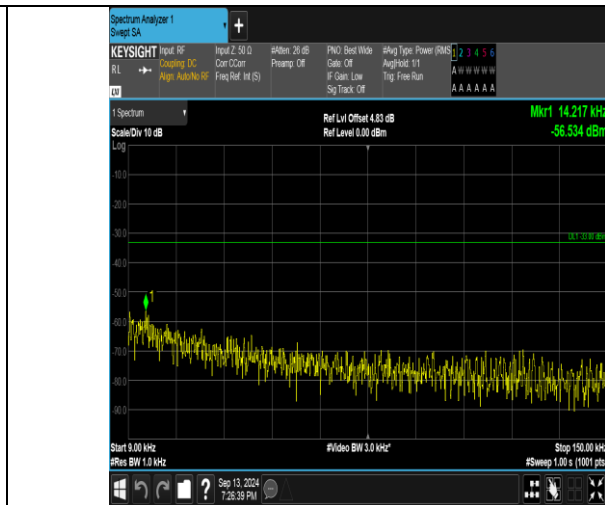 Spectrum Analyzer 1
Swept SA
+
KEYSIGHT Input: RF Input Z: 50 Ω #Atten: 26 dB PNO: Best Wide #Avg Type: Power (RMS 1 2 3 4 5 6
RL Coupling: DC Corr CCorr Preamp: Off Gate: Off Avg|Hold: 1/1 A W W W W W
Align: Auto/No RF Freq Ref: Int (S) IF Gain: Low Trig: Free Run
Sig Track: Off A A A A A A
LXI
1 Spectrum
Ref Lvl Offset 4.83 dB Mkr1 14.217 kHz
Scale/Div 10 dB Ref Level 0.00 dBm -56.534 dBm
Log
-10.0
-20.0
-30.0
-40.0
-50.0
1
-60.0
-70.0
-80.0
-90.0
Start 9.00 kHz #Video BW 3.0 kHz* Stop 150.00 kHz
#Res BW 1.0 kHz #Sweep 1.00 s (1001 pts
? Sep 13, 2024
7:26:39 PM